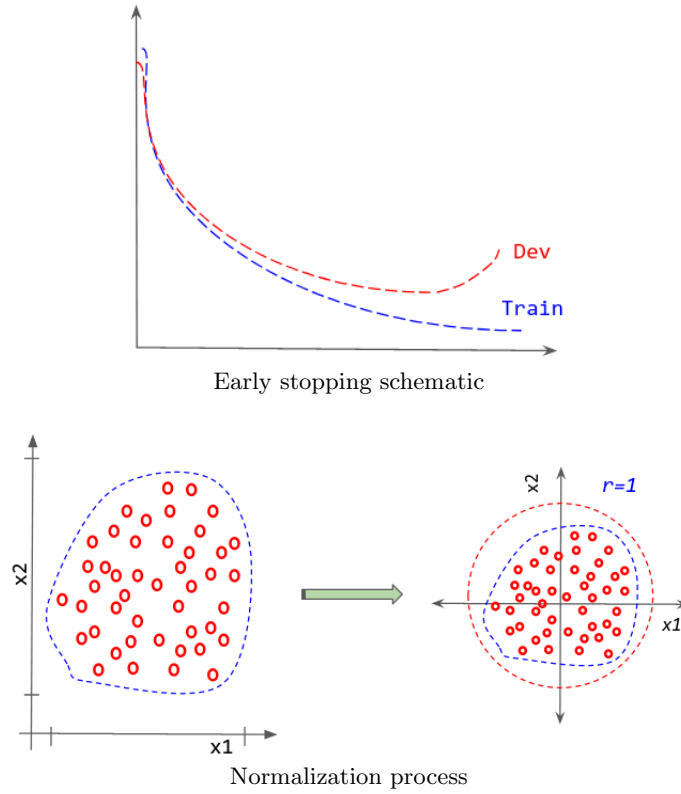 Dev
Train
Early stopping schematic
x2
r=1
x2
x1
x1
Normalization process